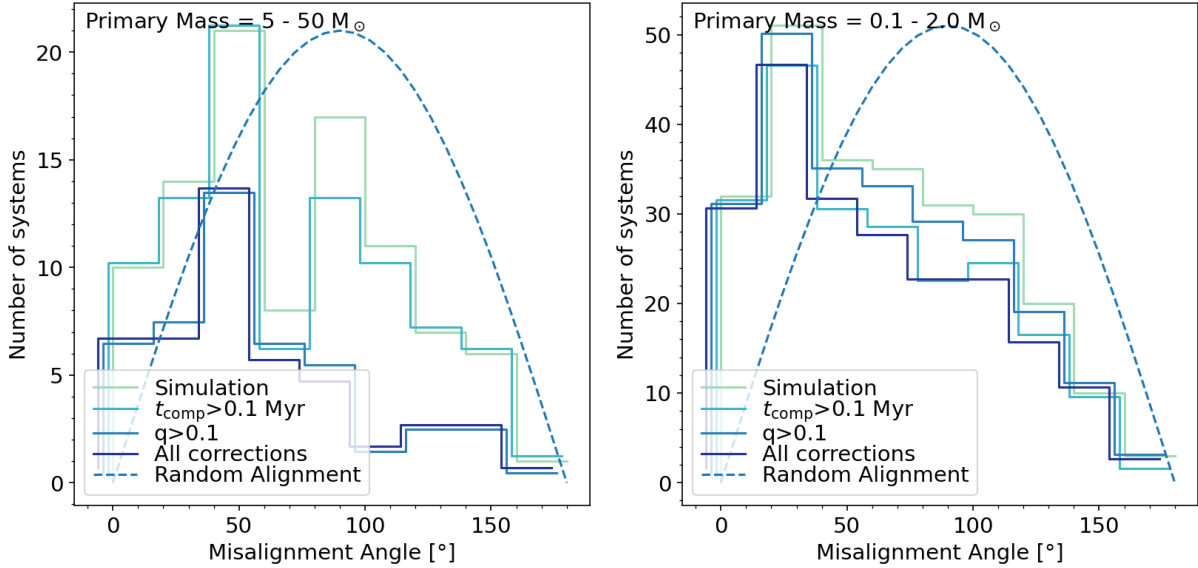 Primary Mass = 5 - 50 M⊙
20
15
10
5
0
Number of systems
Simulation
t_comp>0.1 Myr
q>0.1
All corrections
Random Alignment
0 50 100 150
Misalignment Angle [°]
Primary Mass = 0.1 - 2.0 M⊙
50
40
30
20
10
0
Number of systems
Simulation
t_comp>0.1 Myr
q>0.1
All corrections
Random Alignment
0 50 100 150
Misalignment Angle [°]